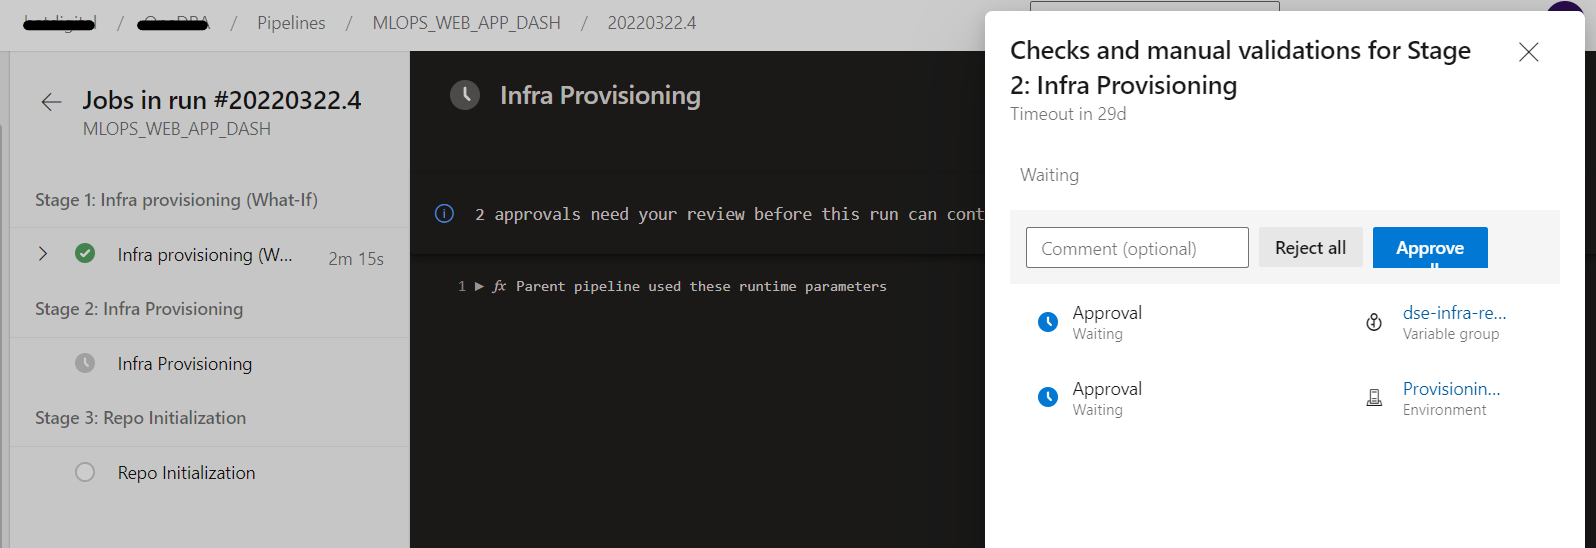 / / Pipelines / MLOPS_WEB_APP_DASH / 20220322.4
Jobs in run #20220322.4
MLOPS_WEB_APP_DASH
Stage 1: Infra provisioning (What-If)
Infra provisioning (W... 2m 15s
Stage 2: Infra Provisioning
Infra Provisioning
Stage 3: Repo Initialization
Repo Initialization
Infra Provisioning
2 approvals need your review before this run can cont
1 fx Parent pipeline used these runtime parameters
Checks and manual validations for Stage
2: Infra Provisioning
Timeout in 29d
Waiting
Comment (optional) Reject all Approve
Approval dse-infra-re...
Waiting Variable group
Approval Provisionin...
Waiting Environment